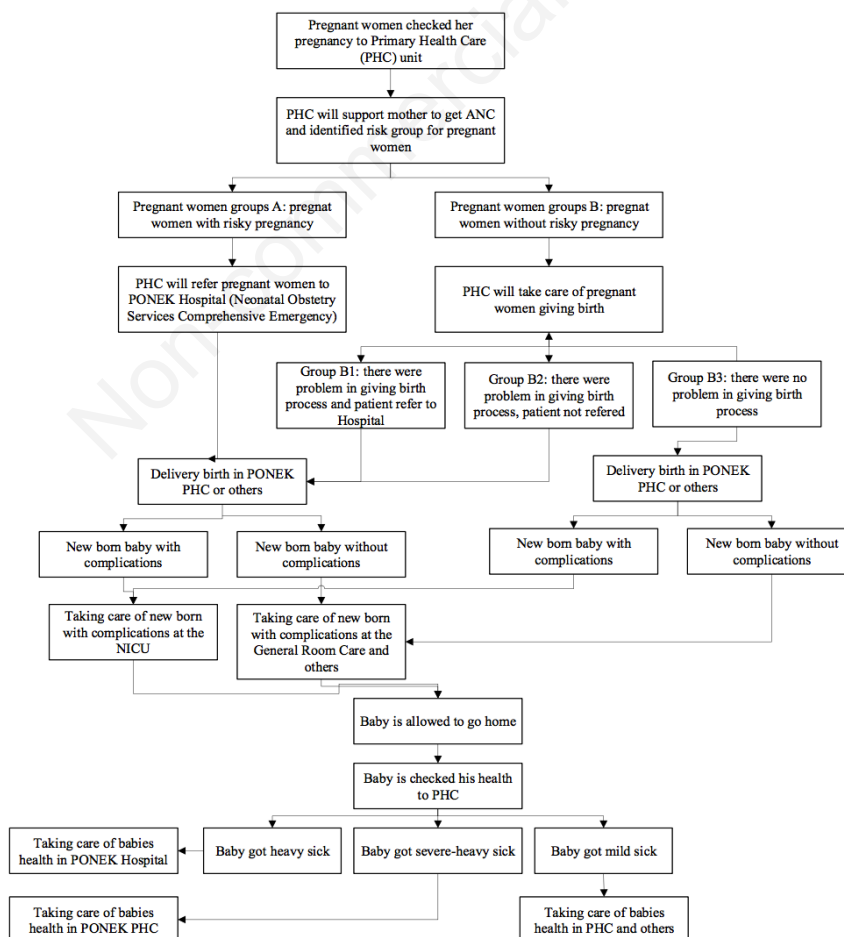 Non-commercial
Pregnant women checked her
pregnancy to Primary Health Care
(PHC) unit
PHC will support mother to get ANC
and identified risk group for pregnant
women
Pregnant women groups A: pregnat
women with risky pregnancy
Pregnant women groups B: pregnat
women without risky pregnancy
PHC will refer pregnant women to
PONEK Hospital (Neonatal Obstetry
Services Comprehensive Emergency)
PHC will take care of pregnant
women giving birth
Group B1: there were
problem in giving birth
process and patient refer to
Hospital
Group B2: there were
problem in giving birth
process, patient not refered
Group B3: there were no
problem in giving birth
process
Delivery birth in PONEK
PHC or others
Delivery birth in PONEK
PHC or others
New born baby with
complications
New born baby without
complications
New born baby with
complications
New born baby without
complications
Taking care of new born
with complications at the
NICU
Taking care of new born
with complications at the
General Room Care and
others
Baby is allowed to go home
Baby is checked his health
to PHC
Taking care of babies
health in PONEK Hospital
Baby got heavy sick
Baby got severe-heavy sick
Baby got mild sick
Taking care of babies
health in PONEK PHC
Taking care of babies
health in PHC and others